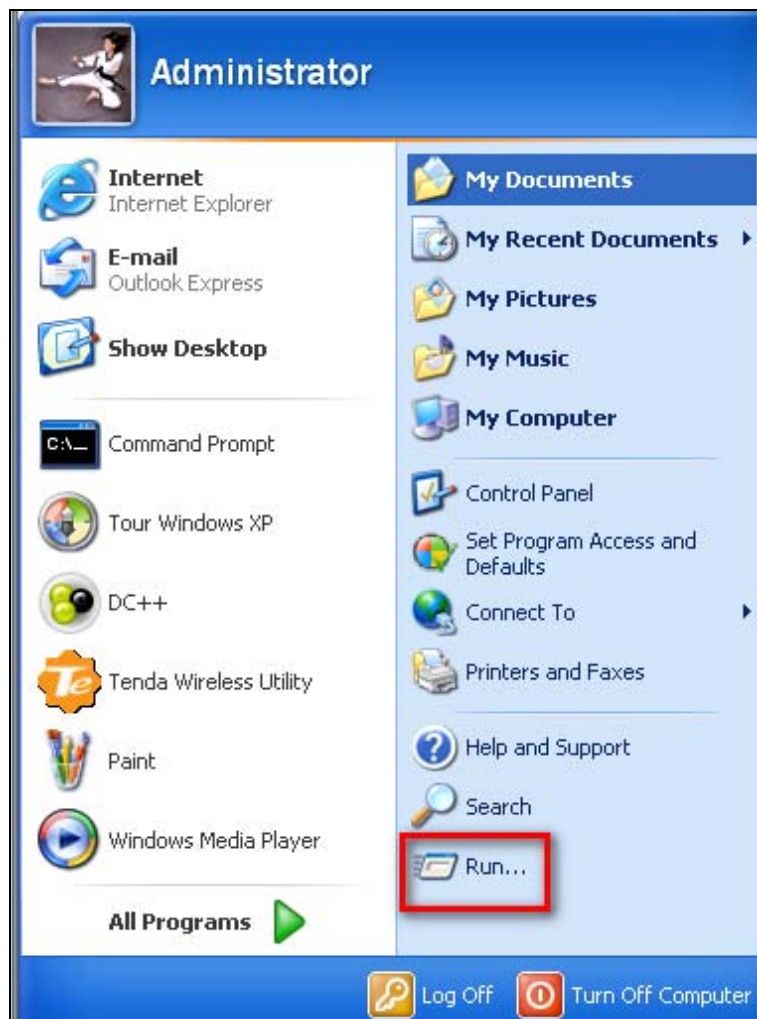 Administrator
Internet
Internet Explorer
E-mail
Outlook Express
Show Desktop
C:\_
Command Prompt
Tour Windows XP
DC++
Te
Tenda Wireless Utility
Paint
Windows Media Player
All Programs
My Documents
My Recent Documents
My Pictures
My Music
My Computer
Control Panel
Set Program Access and
Defaults
Connect To
Printers and Faxes
Help and Support
Search
Run...
Log Off
Turn Off Computer